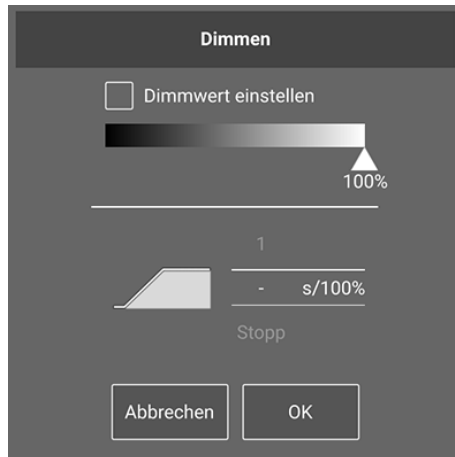 Dimmen
Dimmwert einstellen
100%
1
- s/100%
Stopp
Abbrechen OK